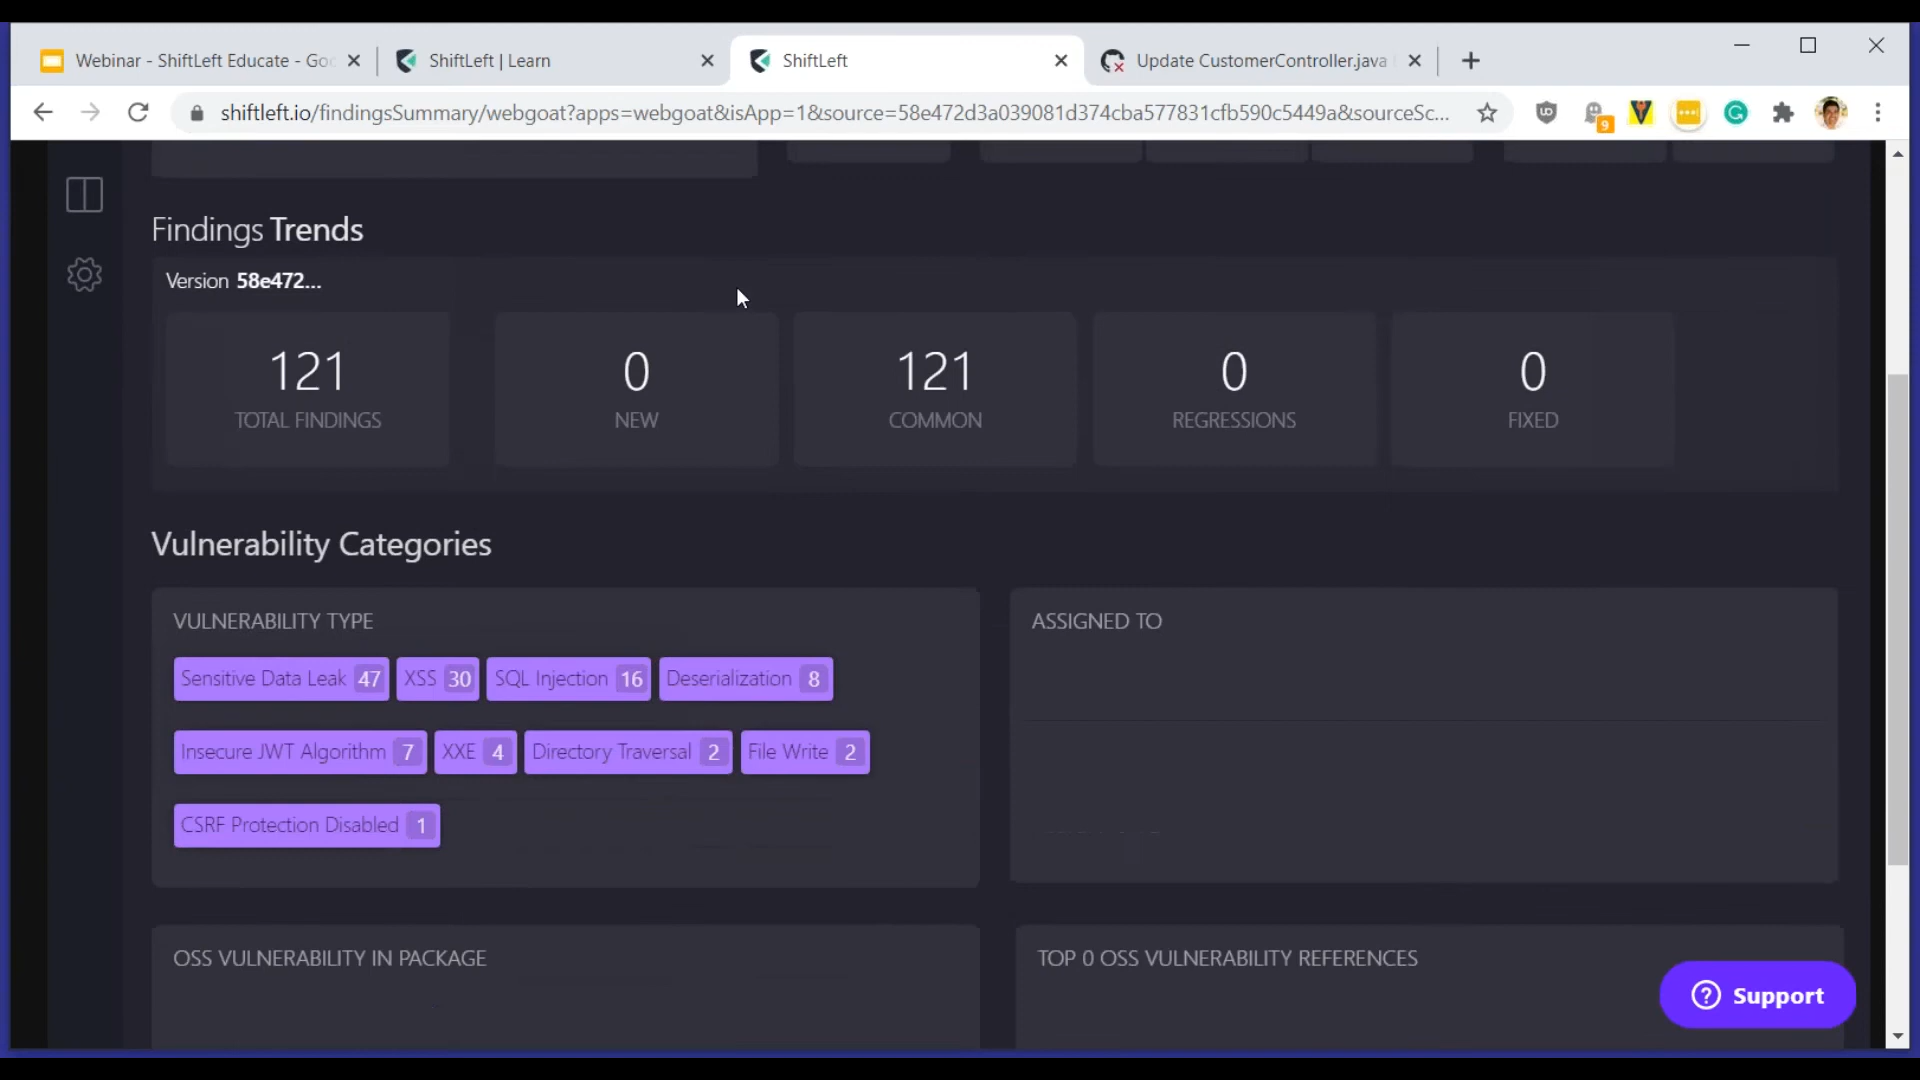 Webinar - ShiftLeft Educate - Goo
ShiftLeft | Learn
ShiftLeft
Update CustomerController.java
shiftleft.io/findingsSummary/webgoat?apps=webgoat&isApp=1&source=58e472d3a039081d374cba577831cfb590c5449a&sourceSc...
9
Findings Trends
Version 58e472...
121
TOTAL FINDINGS
0
NEW
121
COMMON
0
REGRESSIONS
0
FIXED
Vulnerability Categories
VULNERABILITY TYPE
Sensitive Data Leak 47
XSS 30
SQL Injection 16
Deserialization 8
Insecure JWT Algorithm 7
XXE 4
Directory Traversal 2
File Write 2
CSRF Protection Disabled 1
ASSIGNED TO
OSS VULNERABILITY IN PACKAGE
TOP 0 OSS VULNERABILITY REFERENCES
Support